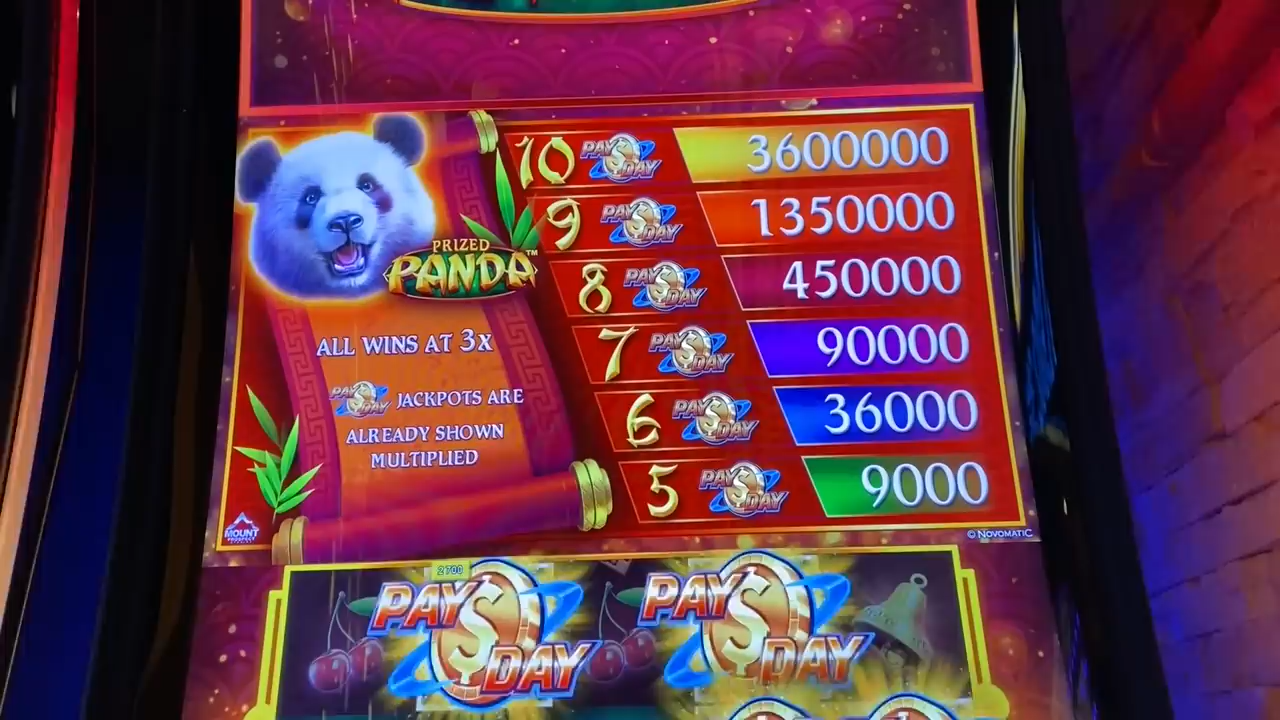 10 PAY DAY 3600000
9 PAY DAY 1350000
8 PAY DAY 450000
7 PAY DAY 90000
6 PAY DAY 36000
5 PAY DAY 9000
PRIZED
PANDA™
ALL WINS AT 3X
PAY DAY JACKPOTS ARE
ALREADY SHOWN
MULTIPLIED
MOUNT
PROSPECT
© NOVOMATIC
2700
PAY $ DAY PAY $ DAY